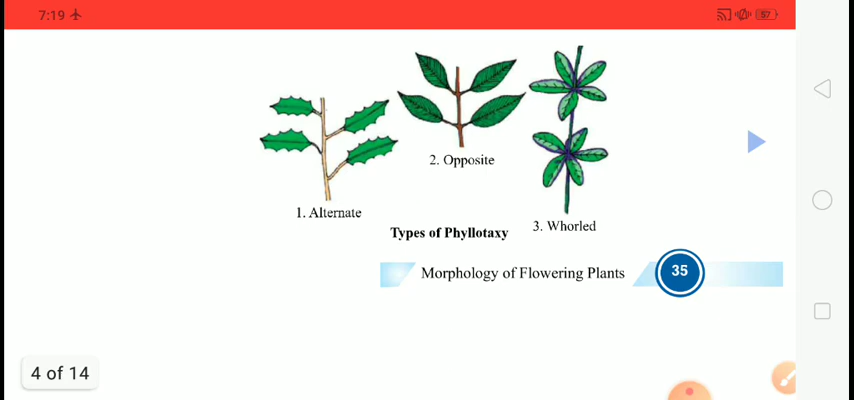 7:19
57
2. Opposite
1. Alternate
3. Whorled
Types of Phyllotaxy
Morphology of Flowering Plants 35
4 of 14